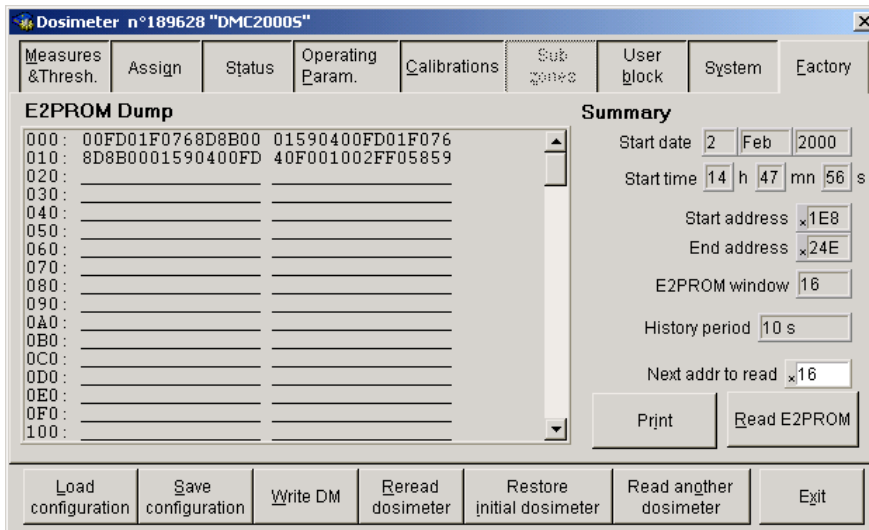 Dosimeter n°189628 "DMC2000S"
Measures &Thresh.
Assign
Status
Operating Param.
Calibrations
Sub zones
User block
System
Factory
E2PROM Dump
000: 00FD01F0768D8B00 01590400FD01F076
010: 8D8B0001590400FD 40F001002FF05859
020:
030:
040:
050:
060:
070:
080:
090:
0A0:
0B0:
0C0:
0D0:
0E0:
0F0:
100:
Summary
Start date 2 Feb 2000
Start time 14 h 47 mn 56 s
Start address x1E8
End address x24E
E2PROM window 16
History period 10 s
Next addr to read x16
Print
Read E2PROM
Load configuration
Save configuration
Write DM
Reread dosimeter
Restore initial dosimeter
Read another dosimeter
Exit